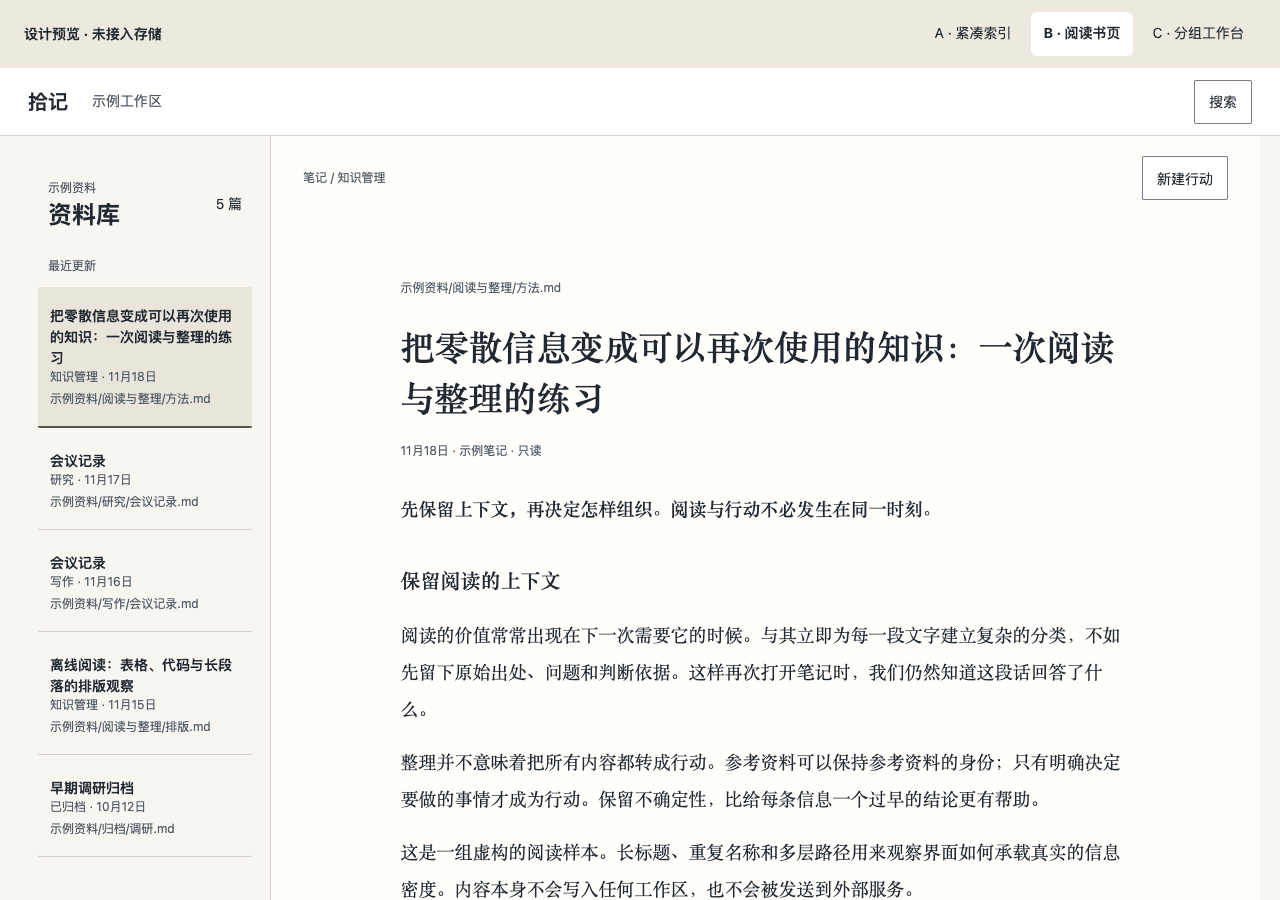 设计预览 · 未接入存储
A · 紧凑索引
B · 阅读书页
C · 分组工作台
拾记
示例工作区
搜索
示例资料
资料库
5 篇
最近更新
把零散信息变成可以再次使用
的知识：一次阅读与整理的练
习
知识管理 · 11月18日
示例资料/阅读与整理/方法.md
会议记录
研究 · 11月17日
示例资料/研究/会议记录.md
会议记录
写作 · 11月16日
示例资料/写作/会议记录.md
离线阅读：表格、代码与长段
落的排版观察
知识管理 · 11月15日
示例资料/阅读与整理/排版.md
早期调研归档
已归档 · 10月12日
示例资料/归档/调研.md
笔记 / 知识管理
新建行动
示例资料/阅读与整理/方法.md
把零散信息变成可以再次使用的知识：一次阅读
与整理的练习
11月18日 · 示例笔记 · 只读
先保留上下文，再决定怎样组织。阅读与行动不必发生在同一时刻。
保留阅读的上下文
阅读的价值常常出现在下一次需要它的时候。与其立即为每一段文字建立复杂的分类，不如
先留下原始出处、问题和判断依据。这样再次打开笔记时，我们仍然知道这段话回答了什
么。
整理并不意味着把所有内容都转成行动。参考资料可以保持参考资料的身份；只有明确决定
要做的事情才成为行动。保留不确定性，比给每条信息一个过早的结论更有帮助。
这是一组虚构的阅读样本。长标题、重复名称和多层路径用来观察界面如何承载真实的信息
密度。内容本身不会写入任何工作区，也不会被发送到外部服务。